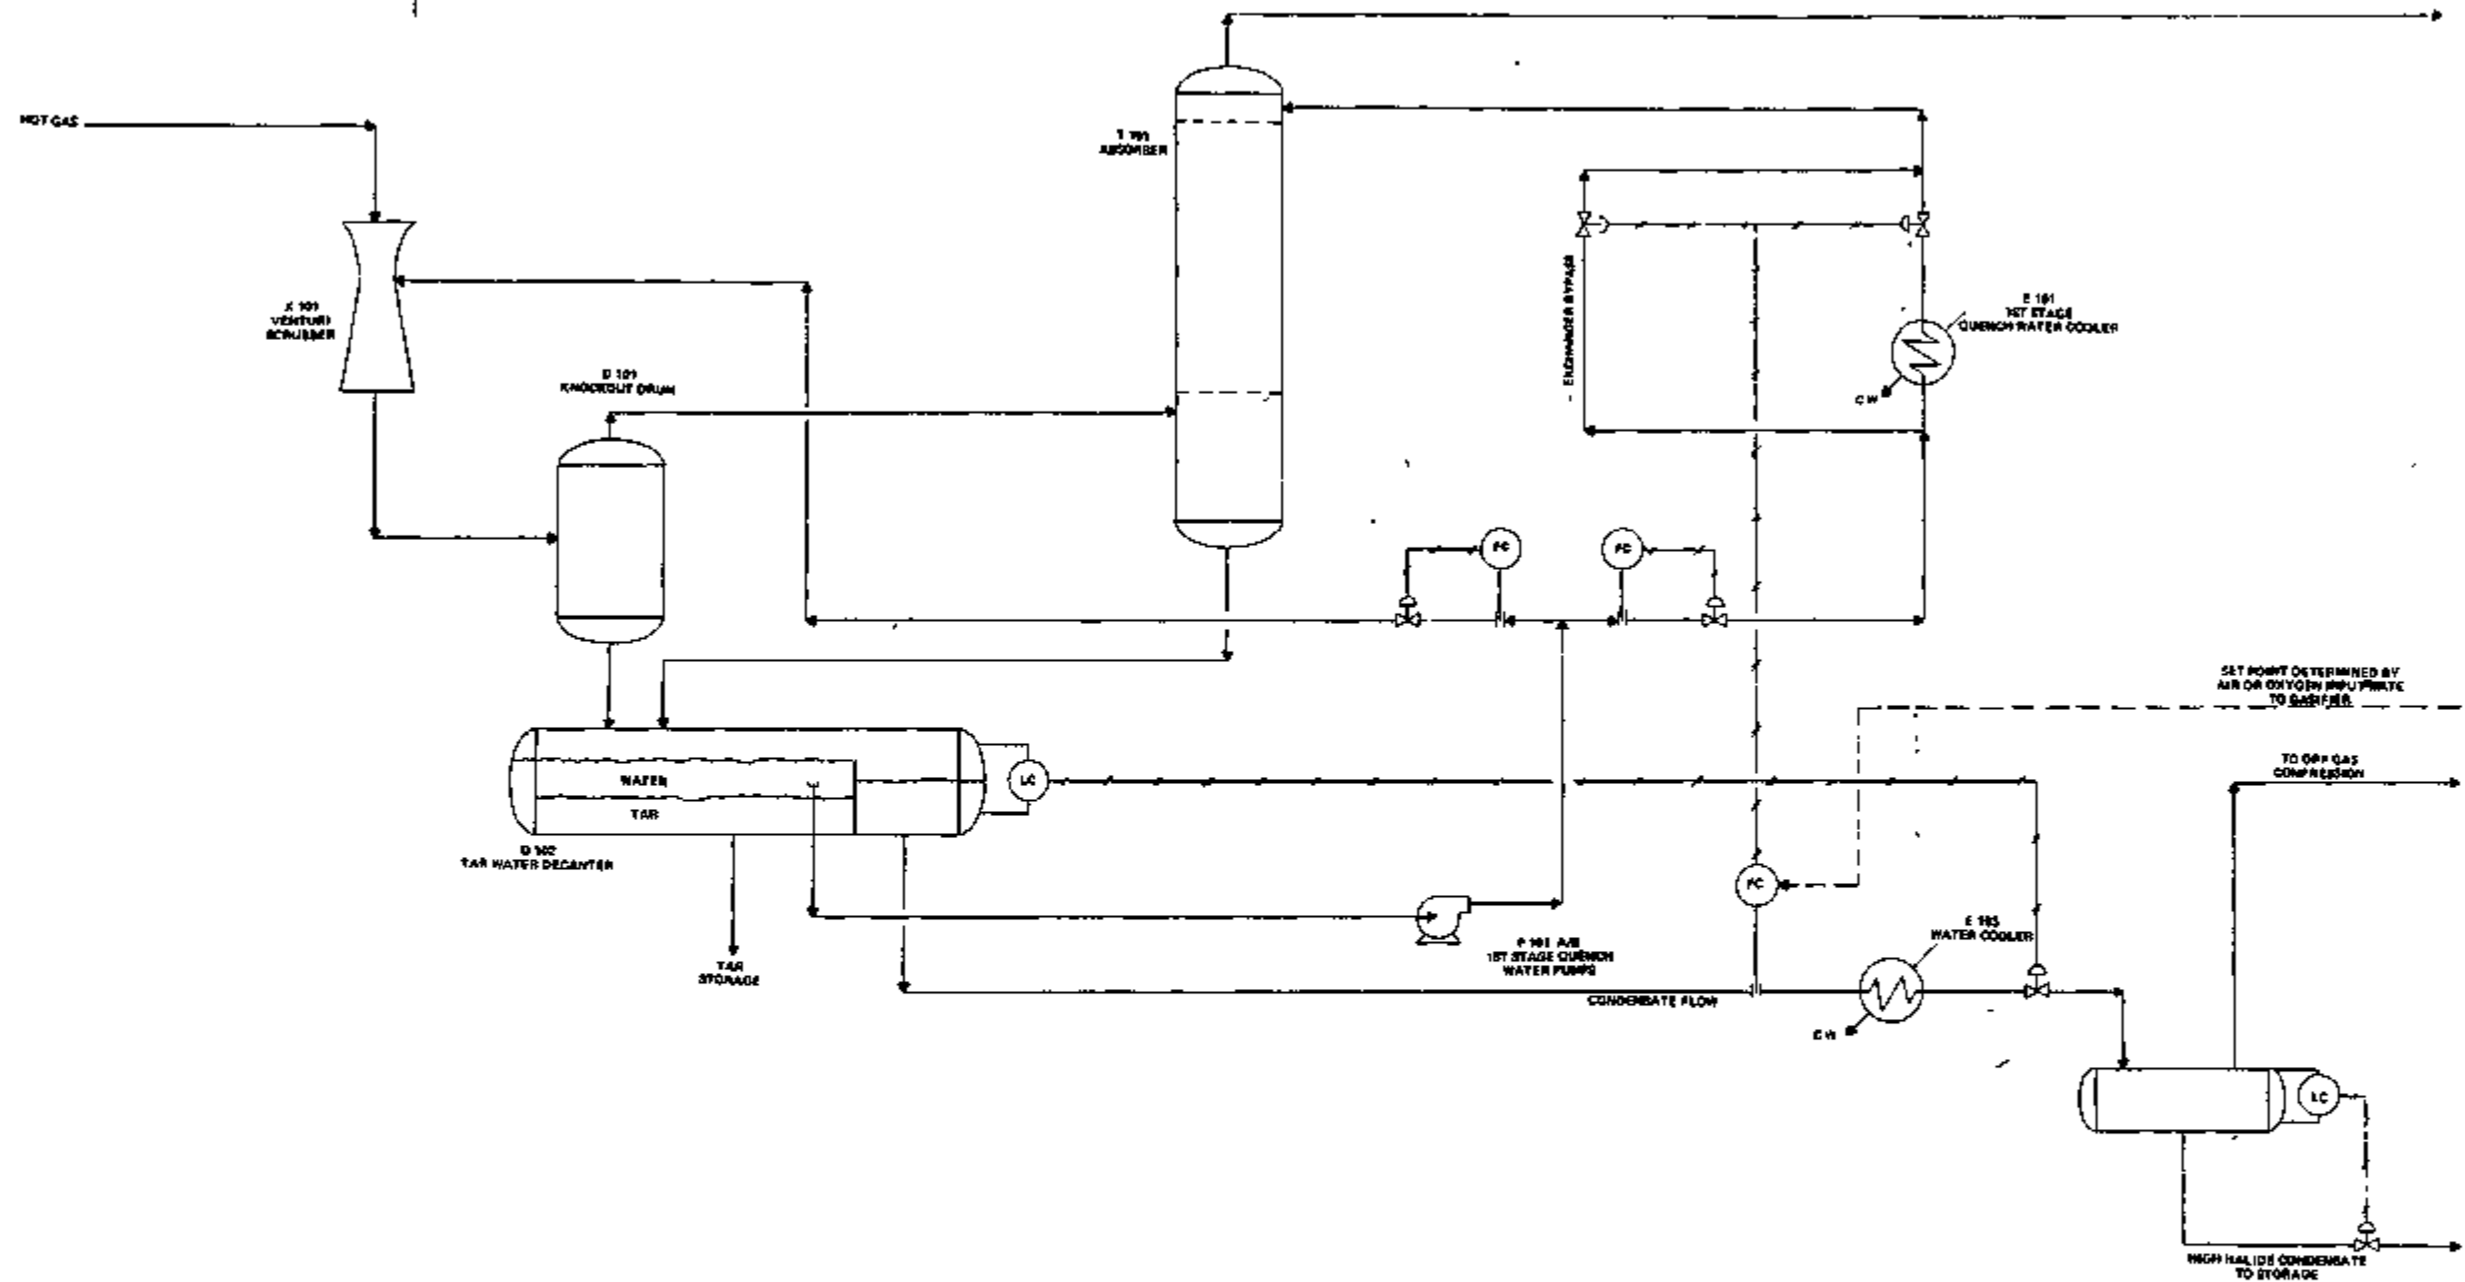 HOT GAS
T 101
ABSORBER
X 101
VENTURI
SCRUBBER
D 101
KNOCKOUT DRUM
EXCHANGER BYPASS
E 101
1ST STAGE
QUENCH WATER COOLER
CW
FC
FC
SET POINT DETERMINED BY
AIR OR OXYGEN INPUT RATE
TO GASIFIER
WATER
TAR
LC
TO OFF GAS
COMPRESSION
D 102
TAR WATER DECANTER
FC
TAR
STORAGE
P 101 A/B
1ST STAGE QUENCH
WATER PUMPS
E 103
WATER COOLER
CONDENSATE FLOW
CW
LC
HIGH HALIDE CONDENSATE
TO STORAGE